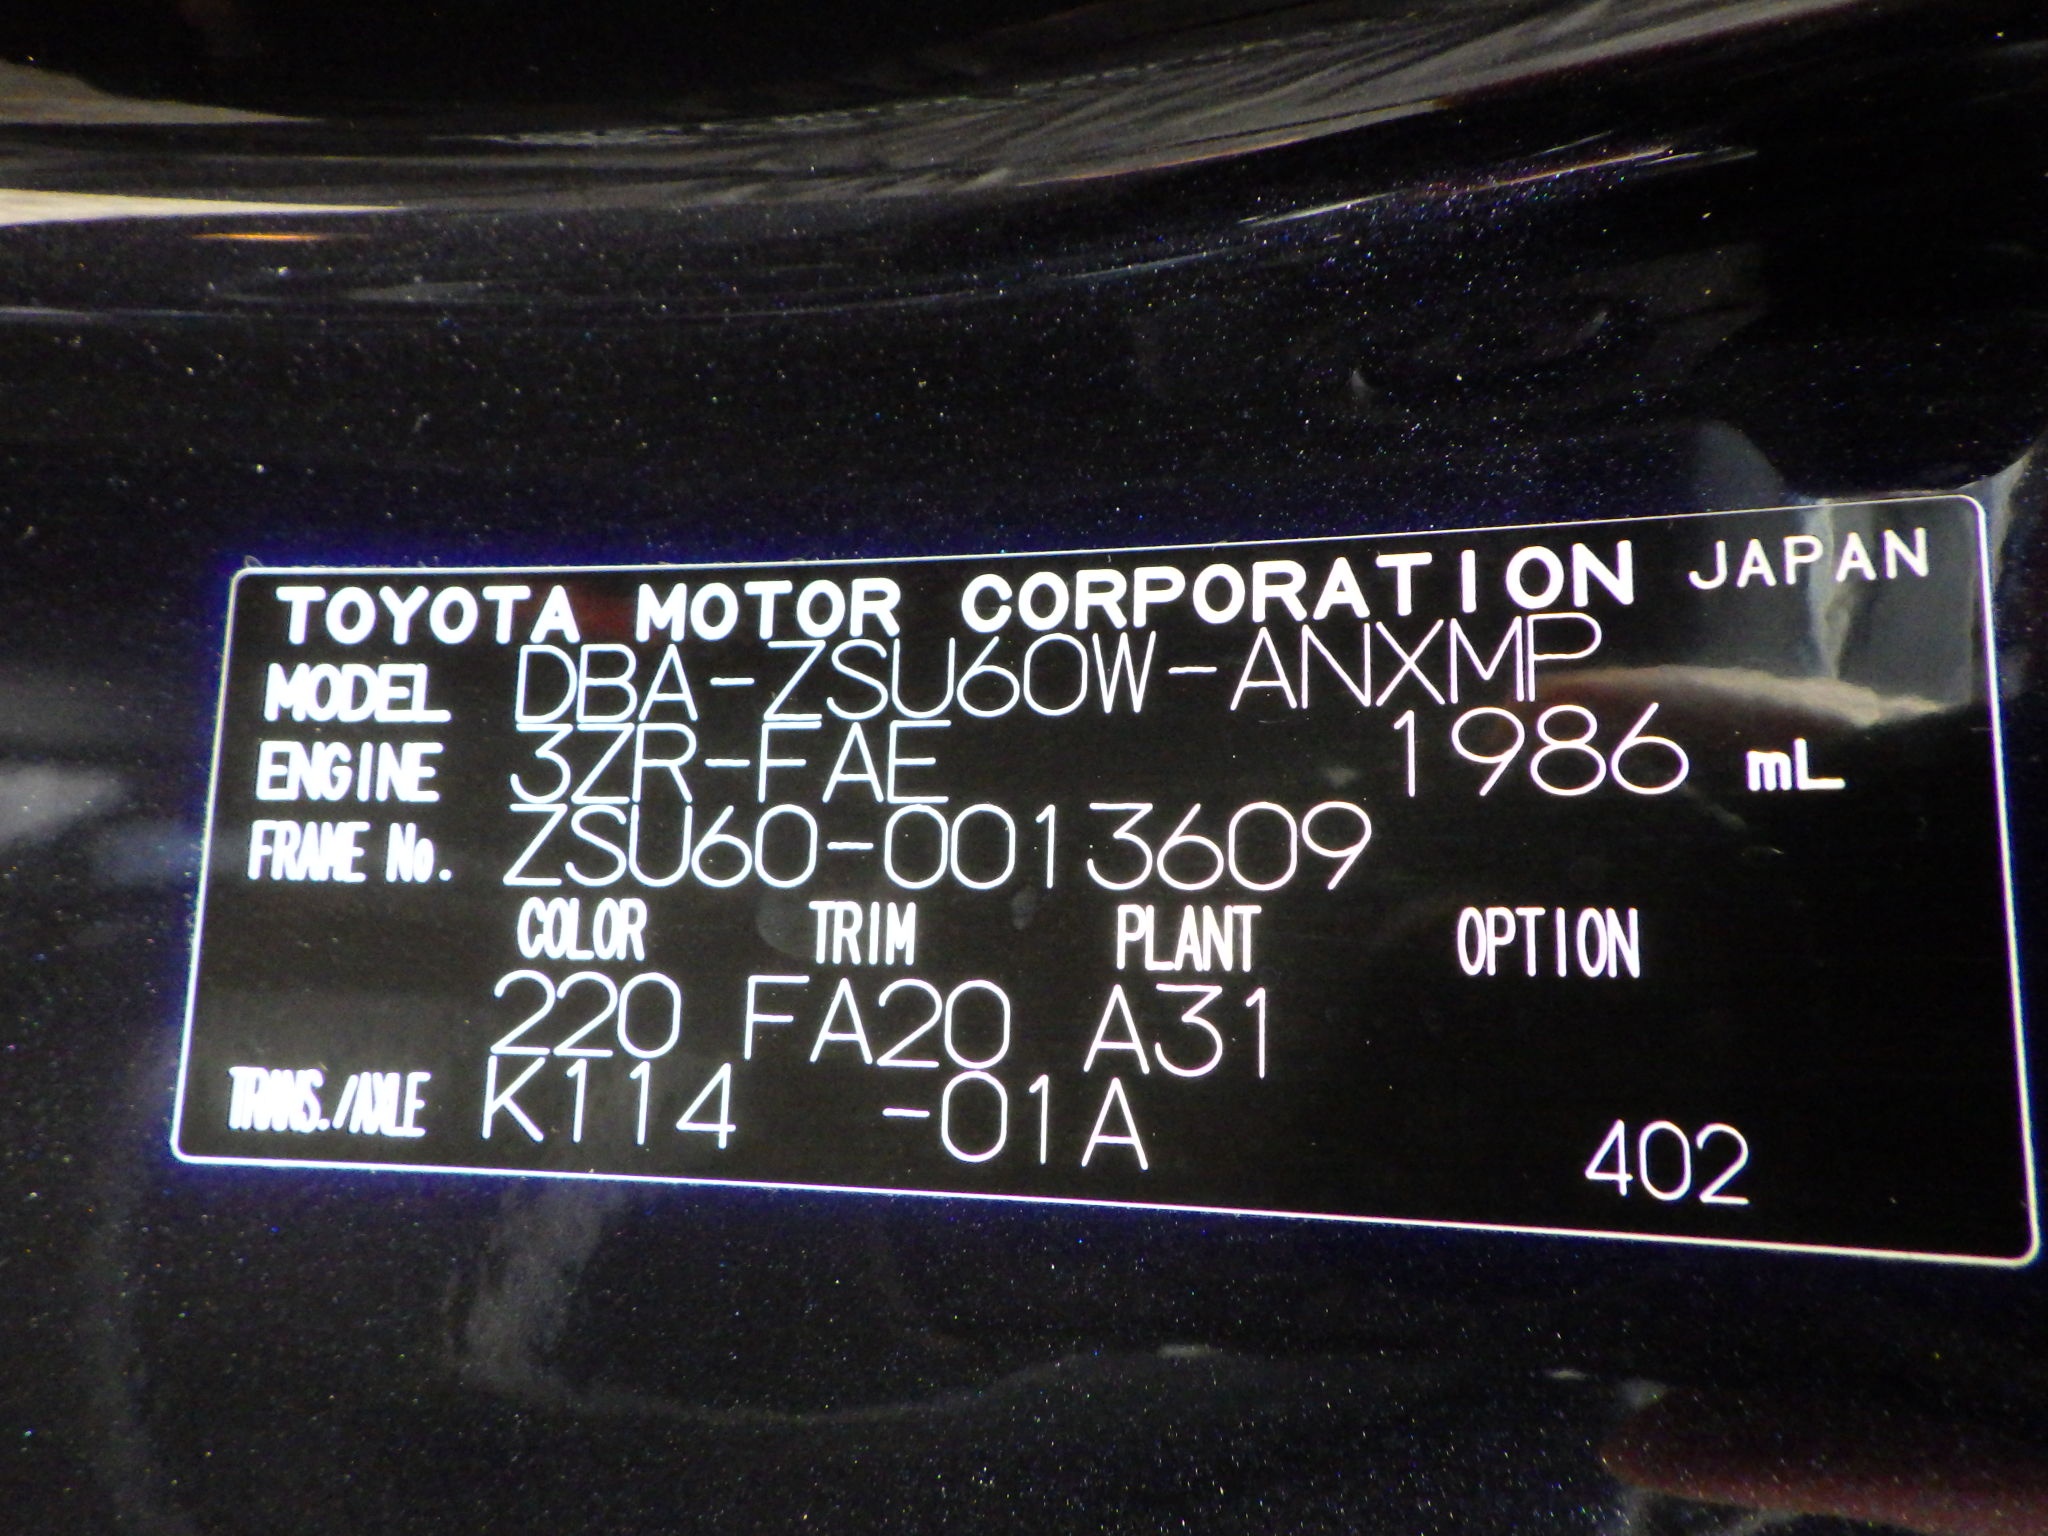 TOYOTA MOTOR CORPORATION JAPAN
MODEL DBA-ZSU60W-ANXMP
ENGINE 3ZR-FAE 1986 mL
FRAME No. ZSU60-0013609
COLOR TRIM PLANT OPTION
220 FA20 A31
TRANS./AXLE K114 -01A
402